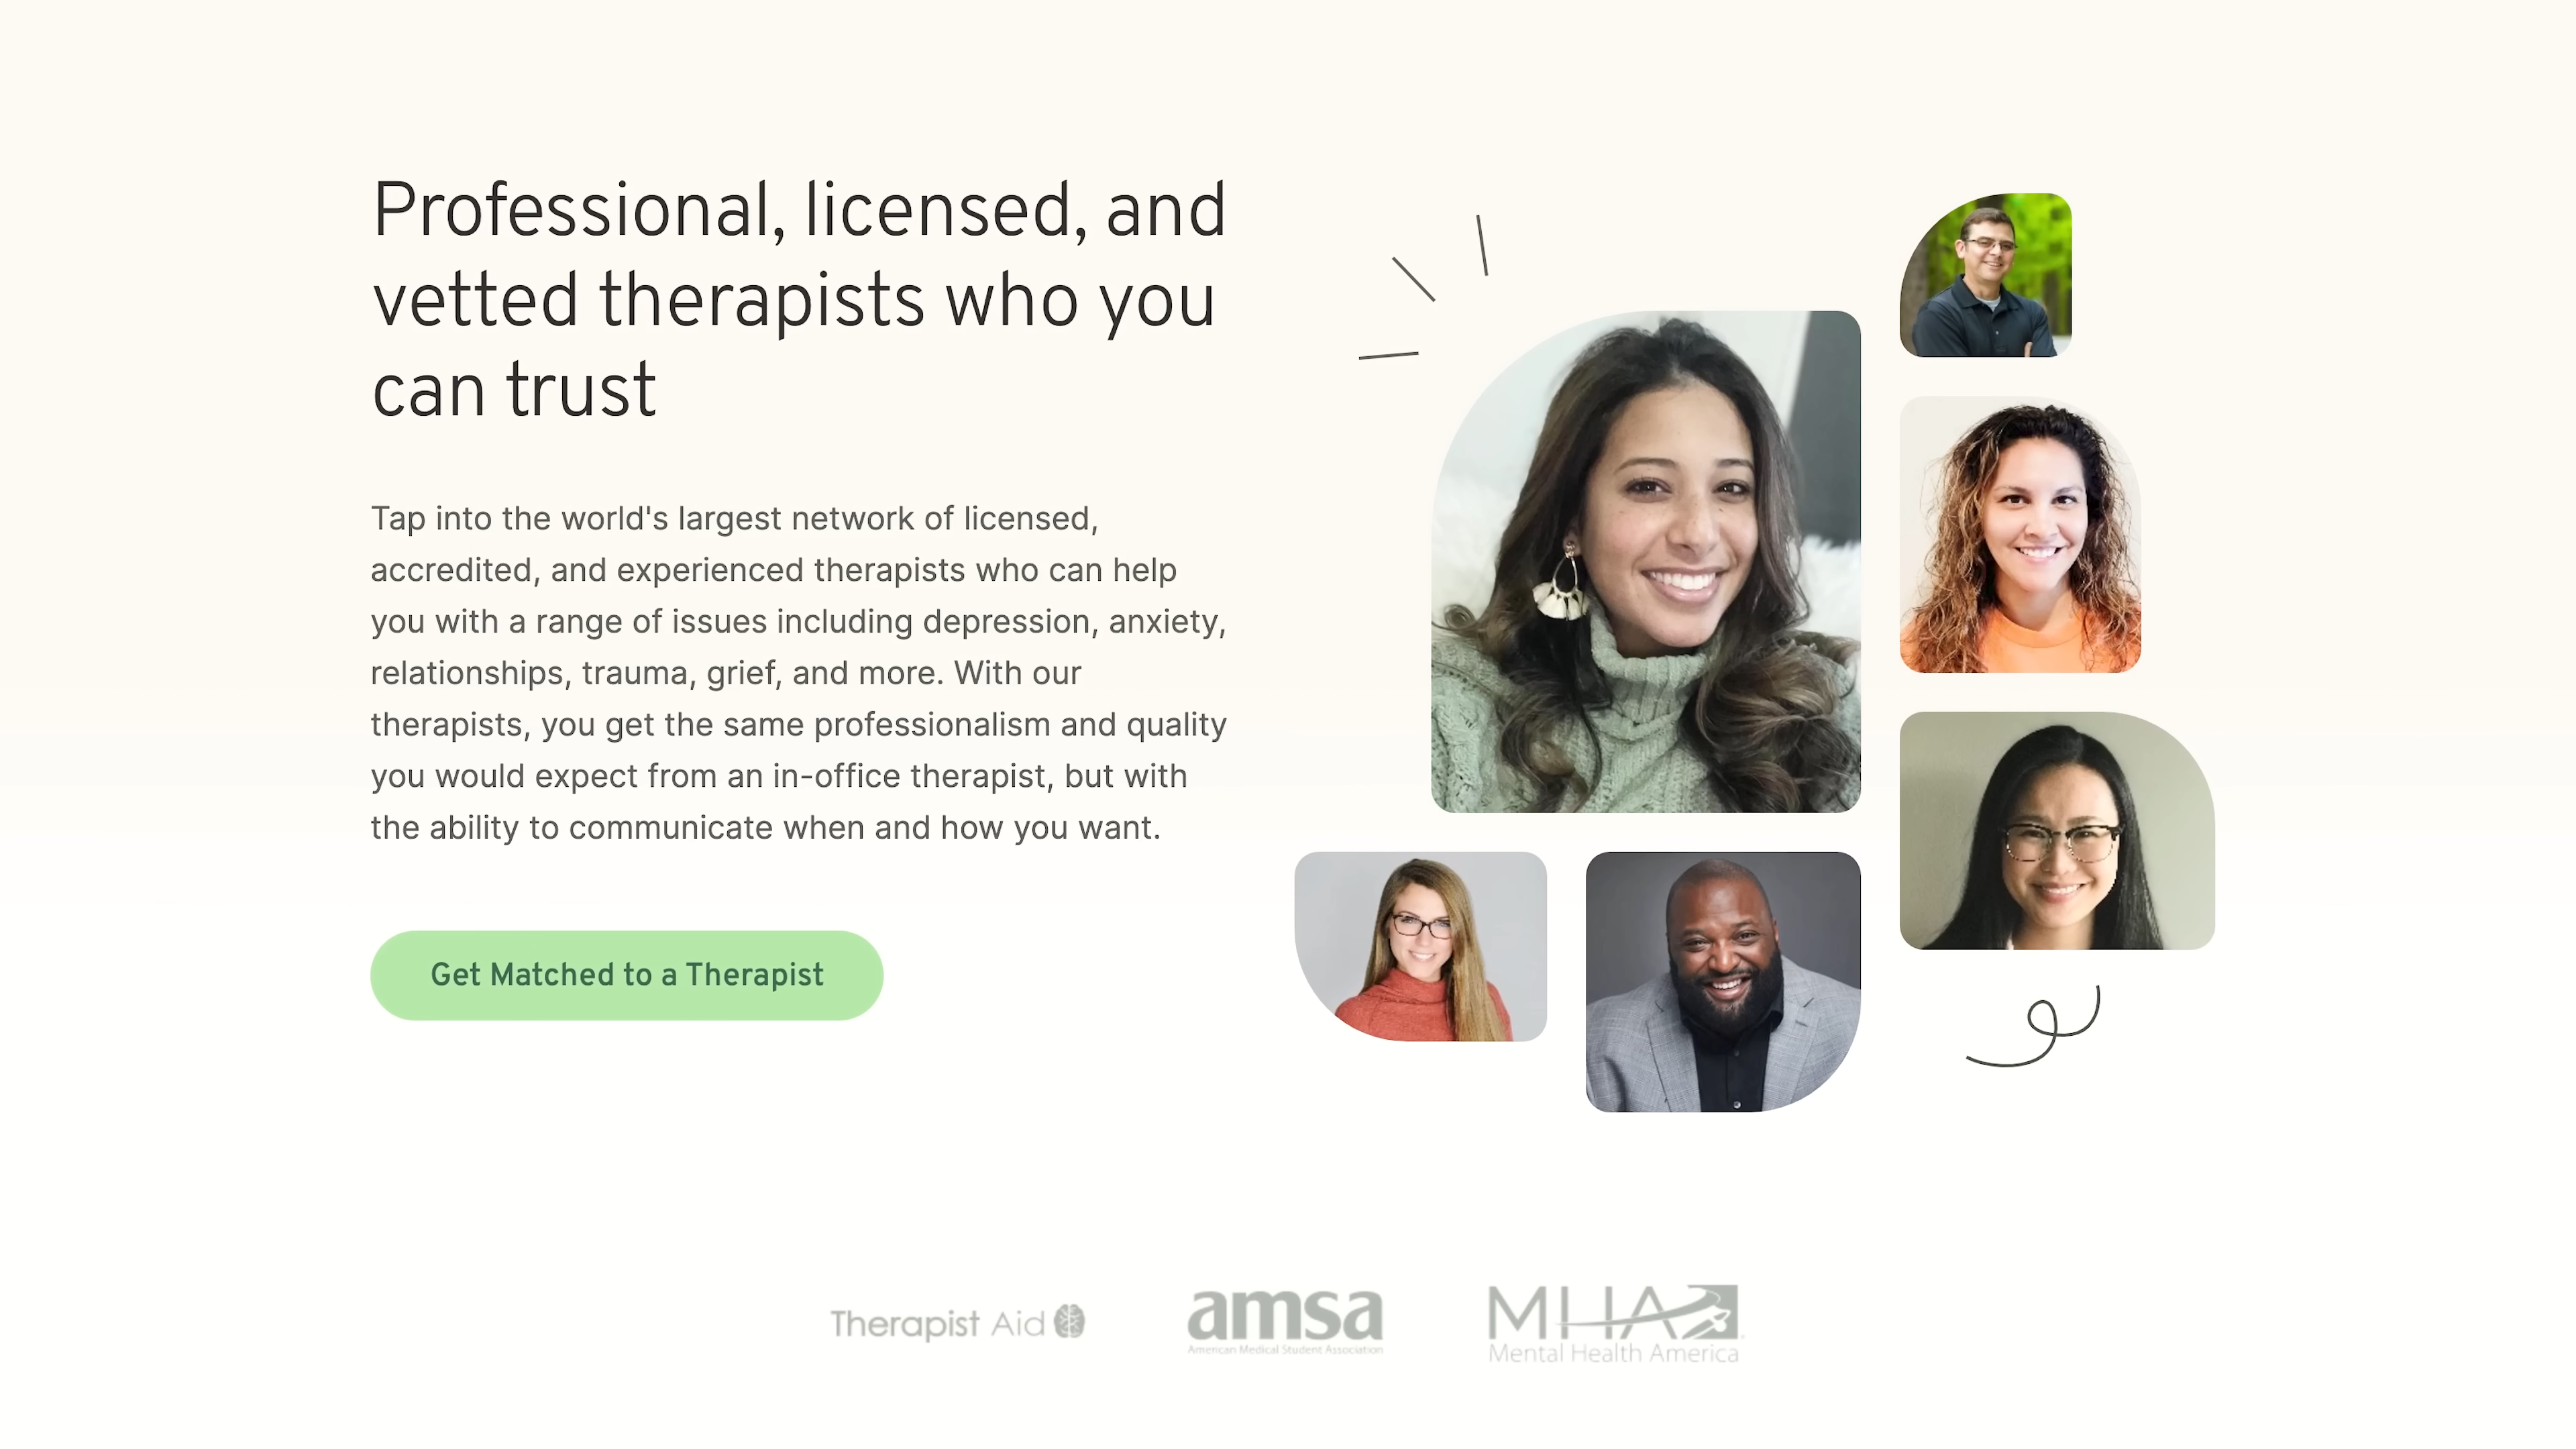 Professional, licensed, and
vetted therapists who you
can trust
Tap into the world's largest network of licensed,
accredited, and experienced therapists who can help
you with a range of issues including depression, anxiety,
relationships, trauma, grief, and more. With our
therapists, you get the same professionalism and quality
you would expect from an in-office therapist, but with
the ability to communicate when and how you want.
Get Matched to a Therapist
Therapist Aid
amsa
American Medical Student Association
MHA
Mental Health America